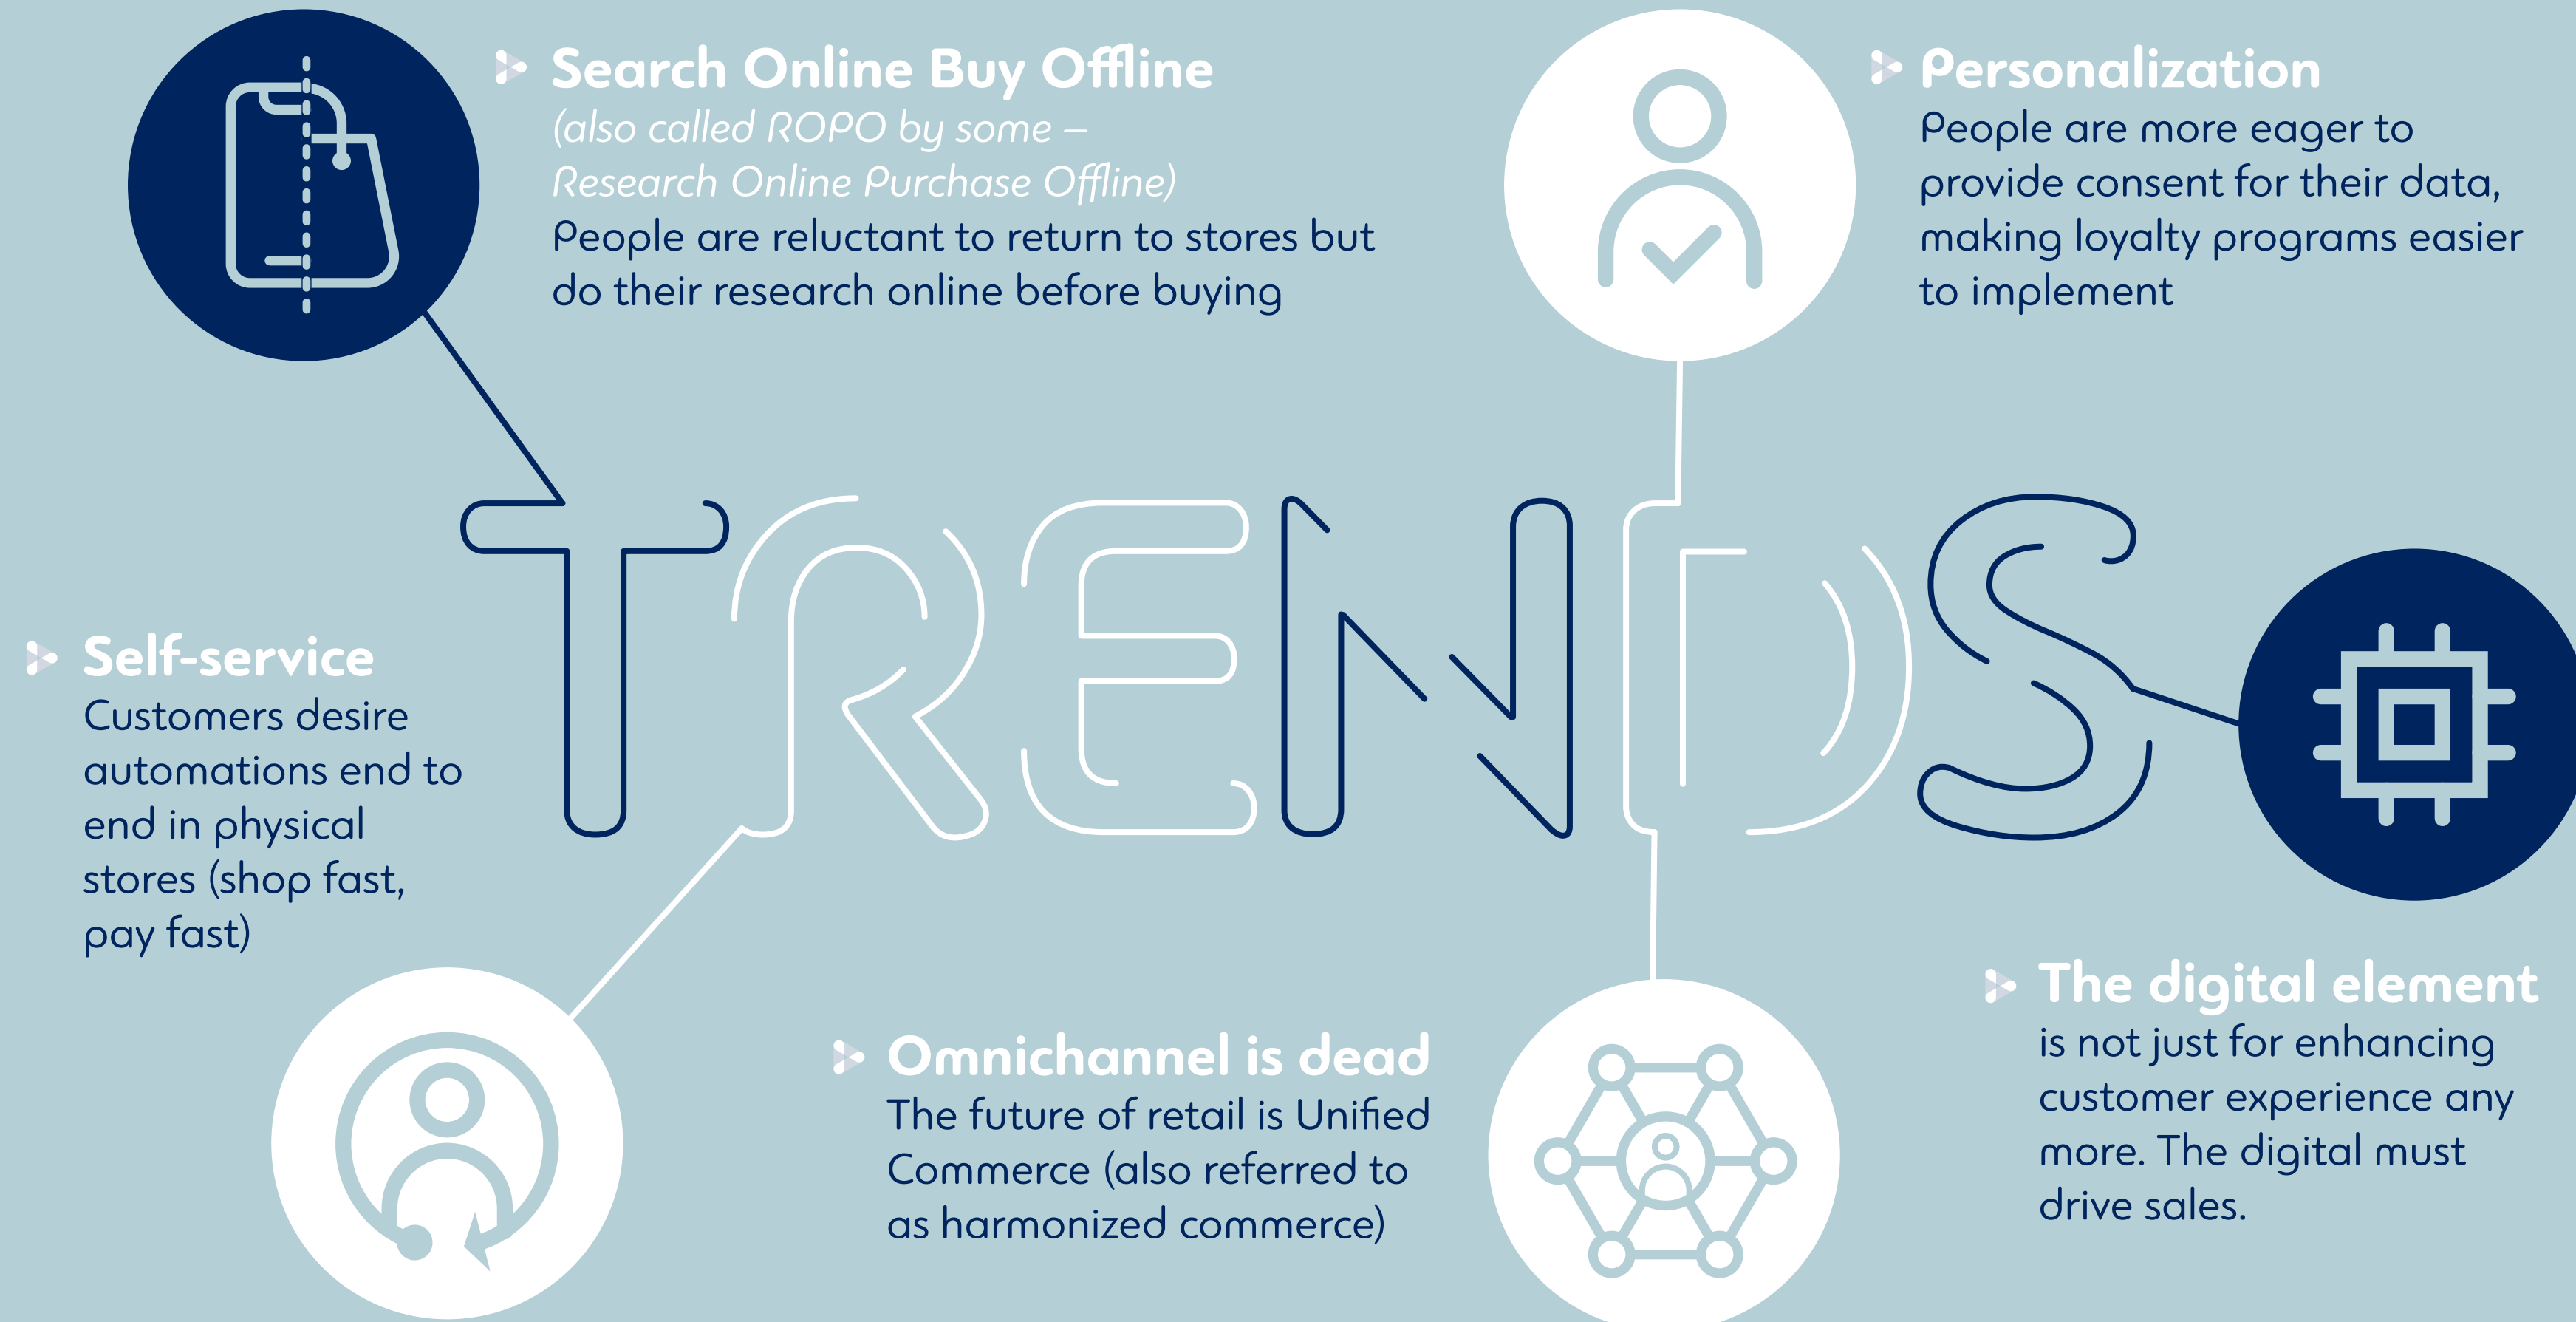 Search Online Buy Offline
(also called ROPO by some –
Research Online Purchase Offline)
People are reluctant to return to stores but
do their research online before buying
Personalization
People are more eager to
provide consent for their data,
making loyalty programs easier
to implement
TRENDS
Self-service
Customers desire
automations end to
end in physical
stores (shop fast,
pay fast)
Omnichannel is dead
The future of retail is Unified
Commerce (also referred to
as harmonized commerce)
The digital element
is not just for enhancing
customer experience any
more. The digital must
drive sales.